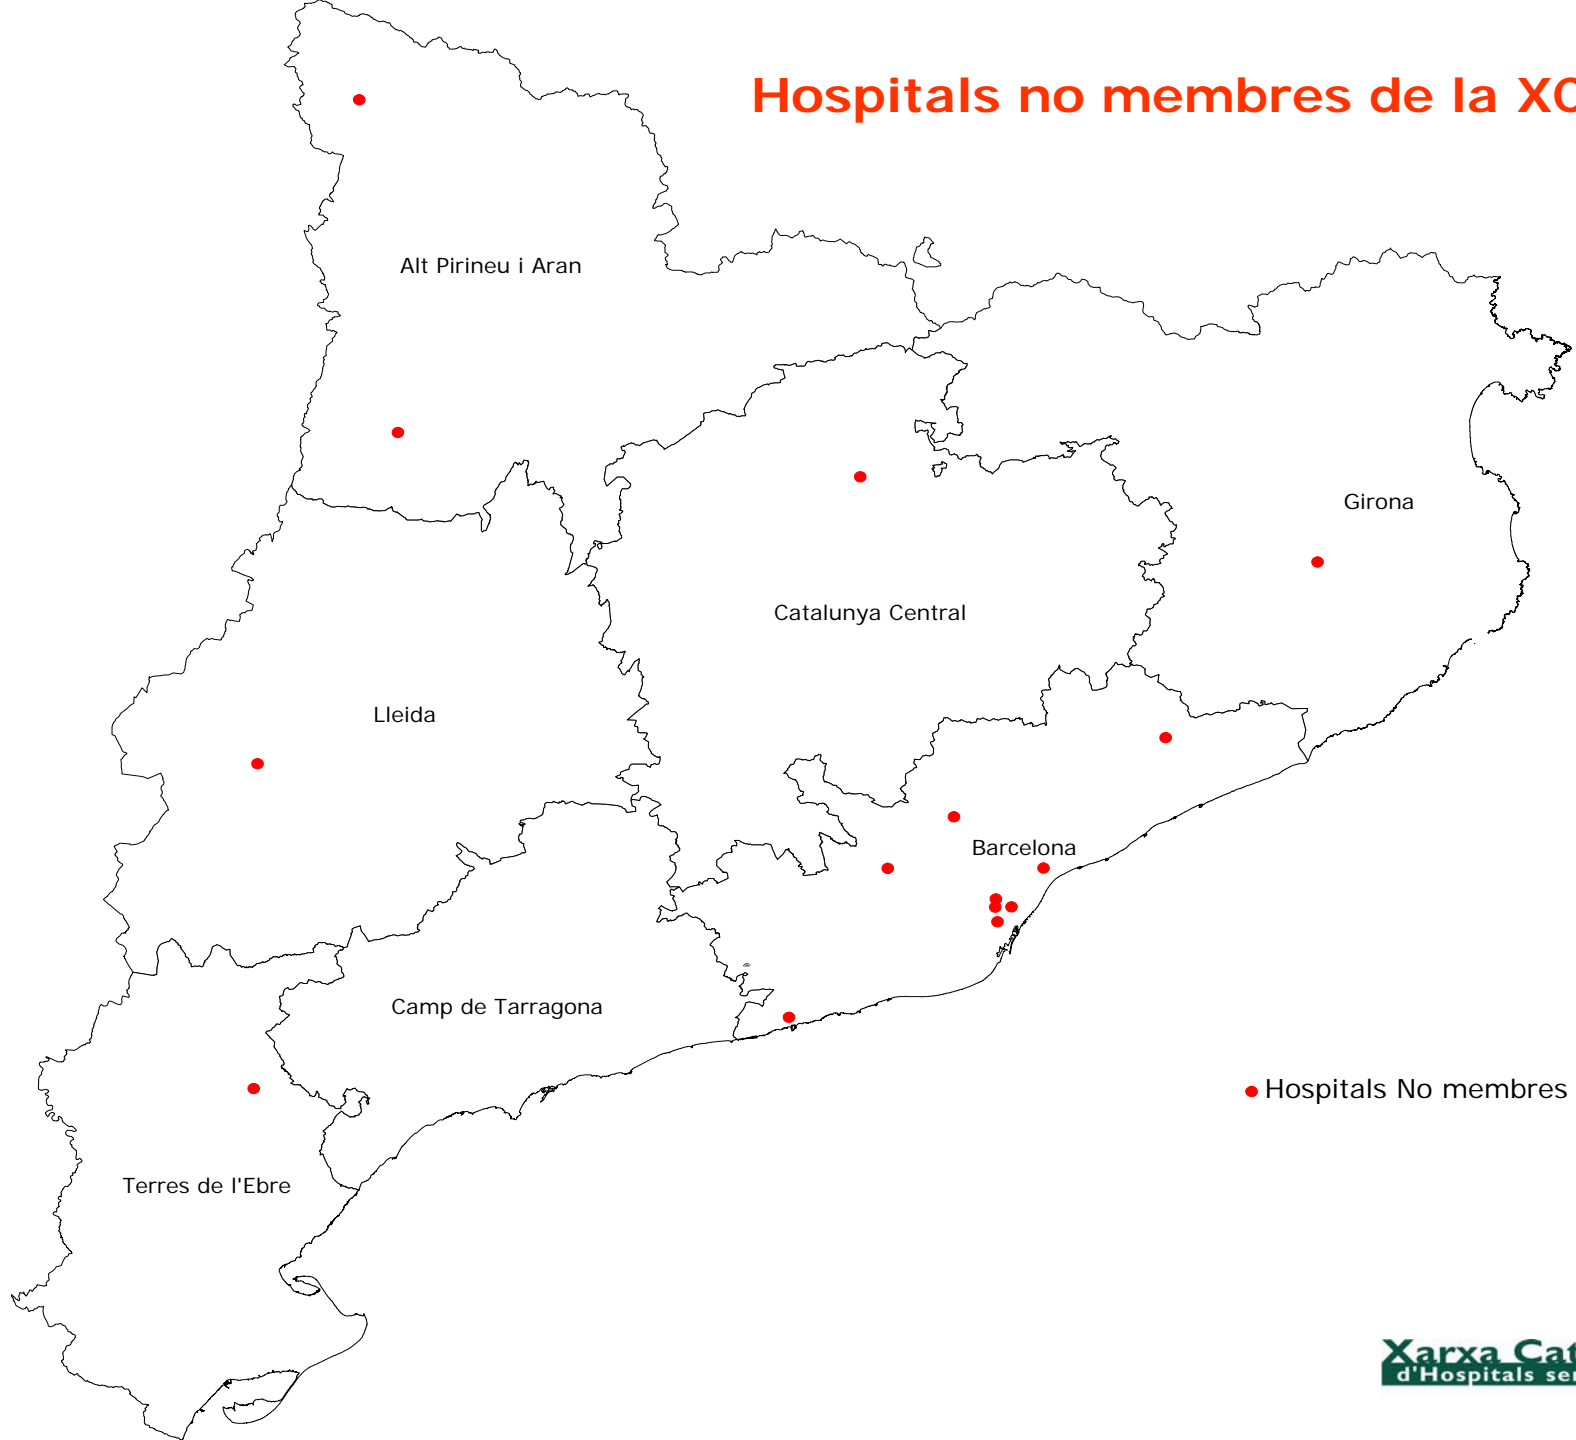 Hospitals no membres de la XC
Alt Pirineu i Aran
Girona
Catalunya Central
Lleida
Barcelona
Camp de Tarragona
Hospitals No membres
Terres de l'Ebre
Xarxa Cat
d'Hospitals sen